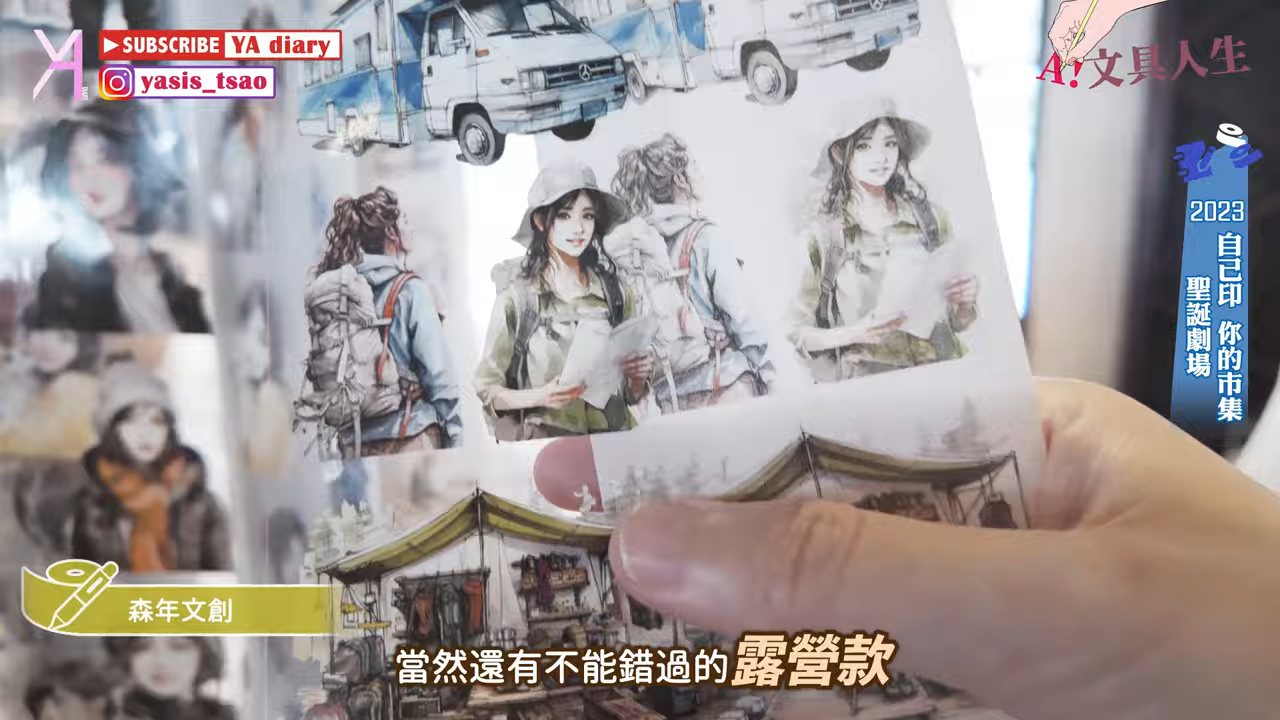 SUBSCRIBE YA diary
yasis_tsao
YA
A!文具人生
2023
自己印 你的市集
聖誕劇場
森年文創
當然還有不能錯過的露營款